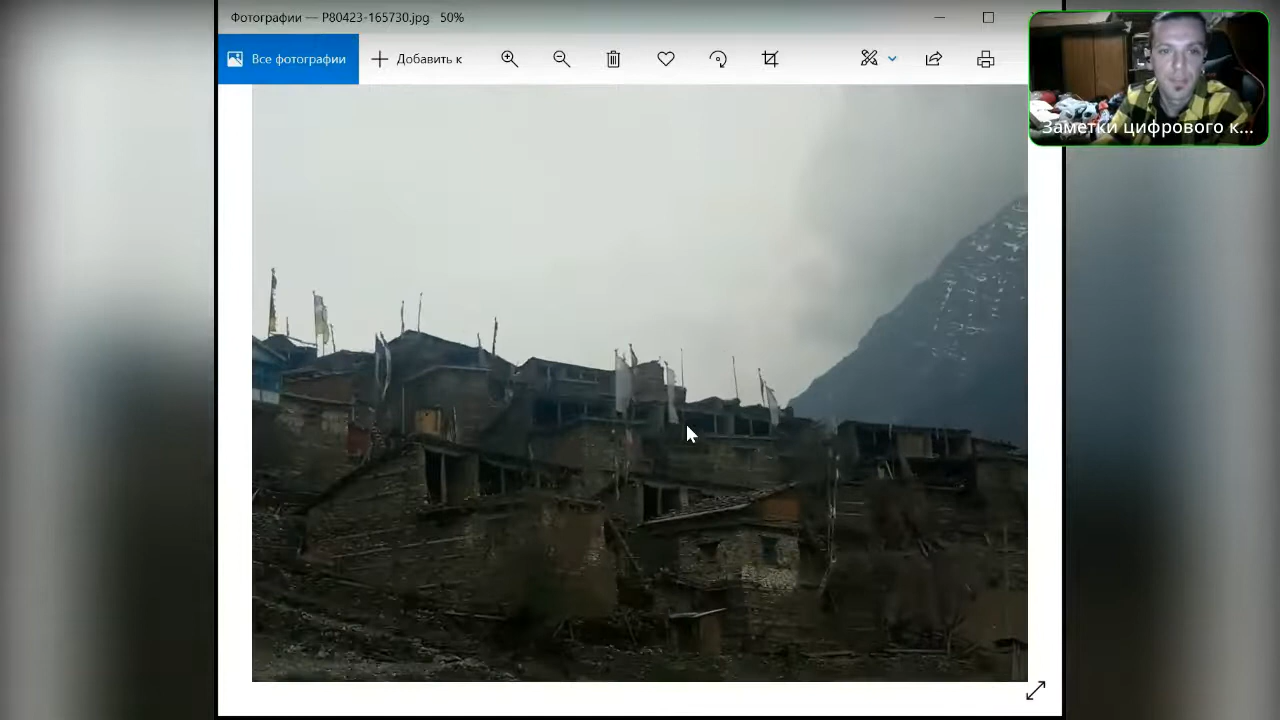 Фотографии — P80423-165730.jpg 50%
Все фотографии
Добавить к
Заметки цифрового к...